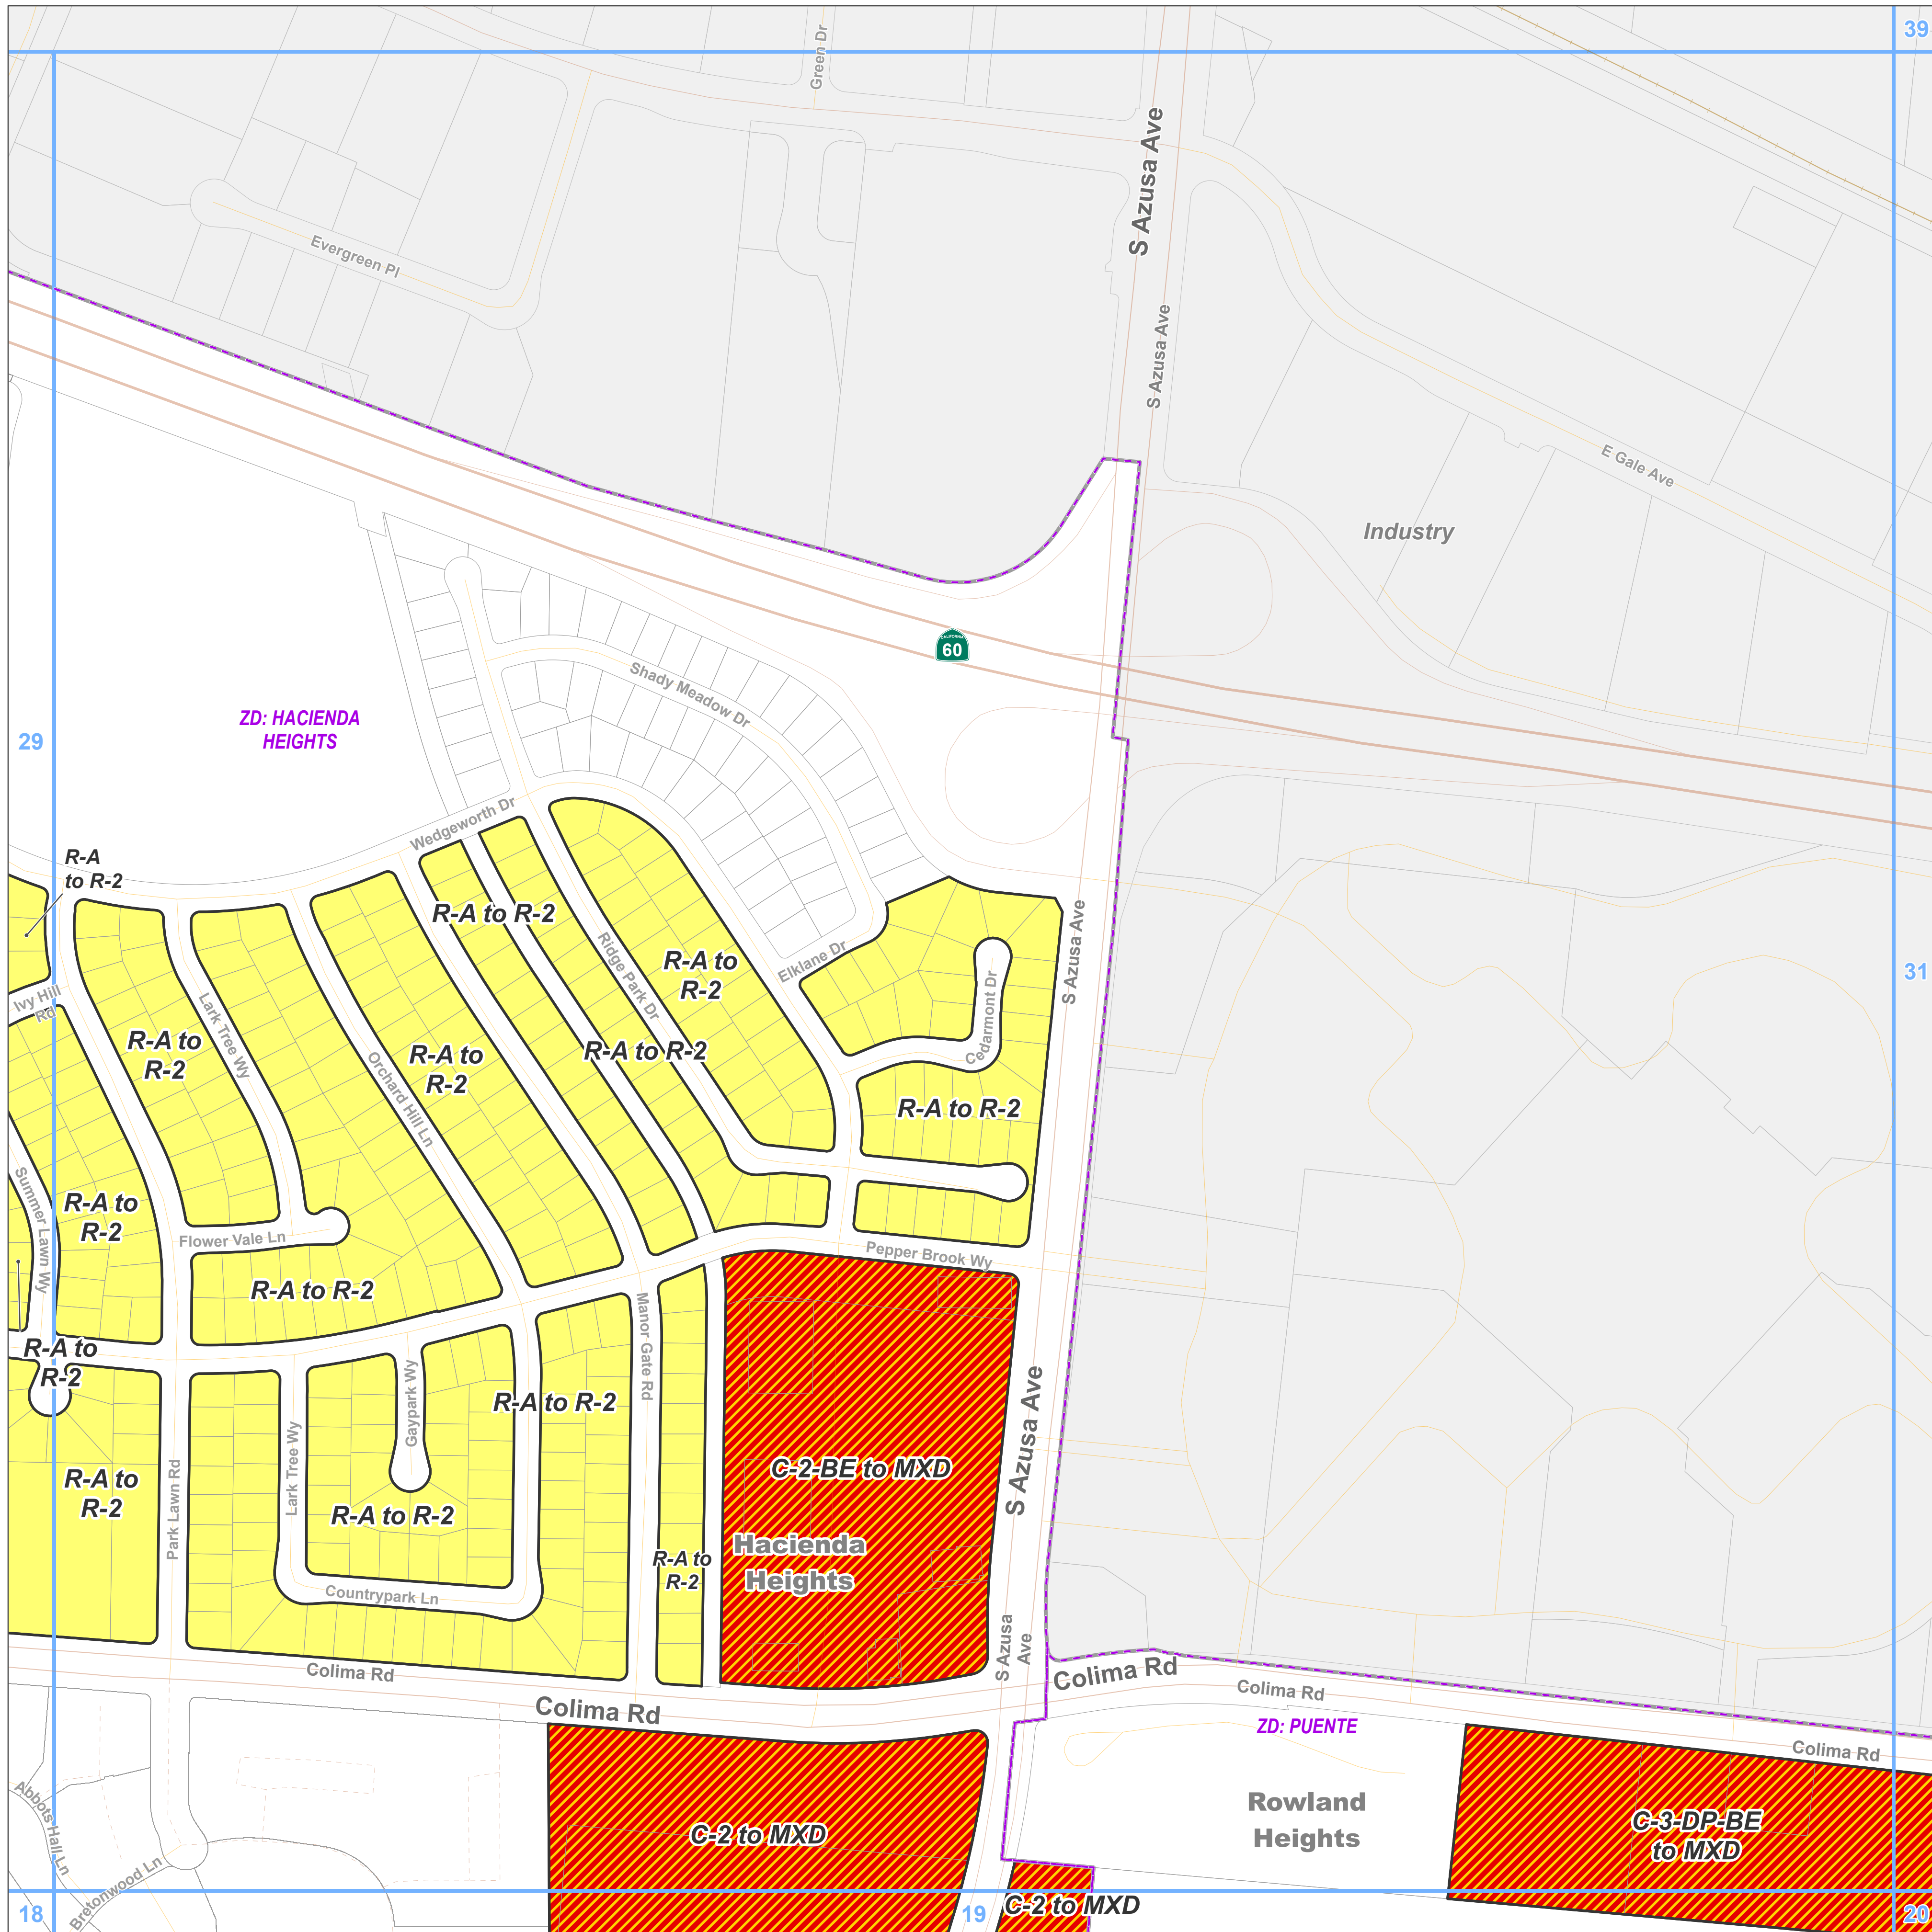 39
Green Dr
S Azusa Ave
Evergreen Pl
S Azusa Ave
E Gale Ave
Industry
CALIFORNIA
60
Shady Meadow Dr
ZD: HACIENDA
HEIGHTS
29
Wedgeworth Dr
R-A
to R-2
R-A to R-2
Ridge Park Dr
R-A to
R-2
Elklane Dr
S Azusa Ave
31
Ivy Hill
Rd
Lark Tree Wy
R-A to
R-2
Orchard Hill Ln
R-A to
R-2
R-A to R-2
Cedarmont Dr
R-A to R-2
Summer Lawn Wy
R-A to
R-2
Flower Vale Ln
Pepper Brook Wy
R-A to R-2
Manor Gate Rd
R-A to
R-2
Gaypark Wy
R-A to R-2
S Azusa Ave
C-2-BE to MXD
R-A to
R-2
Park Lawn Rd
Lark Tree Wy
R-A to R-2
Hacienda
Heights
R-A to
R-2
Countrypark Ln
S Azusa
Ave
Colima Rd
Colima Rd
Colima Rd
Colima Rd
ZD: PUENTE
Colima Rd
Abbots Hall Ln
Rowland
Heights
C-2 to MXD
C-3-DP-BE
to MXD
Bretonwood Ln
C-2 to MXD
18
19
20